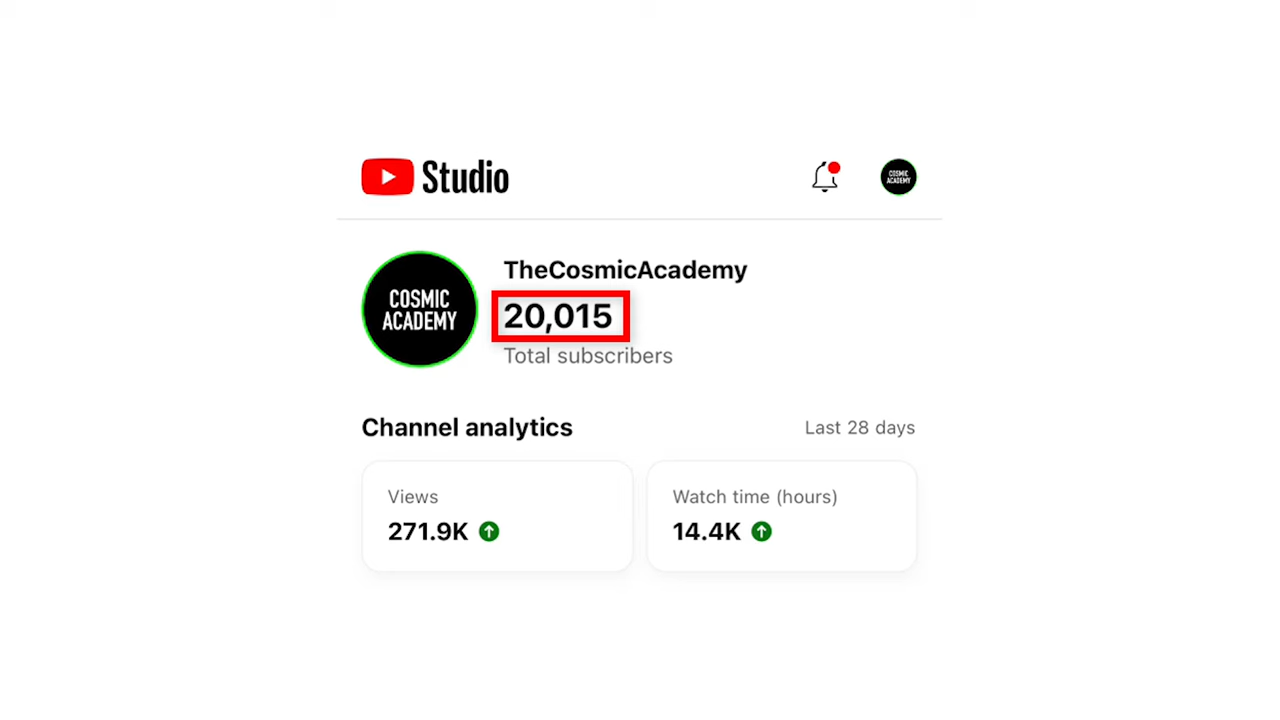 Studio
COSMIC
ACADEMY
COSMIC
ACADEMY
TheCosmicAcademy
20,015
Total subscribers
Channel analytics
Last 28 days
Views
271.9K
Watch time (hours)
14.4K